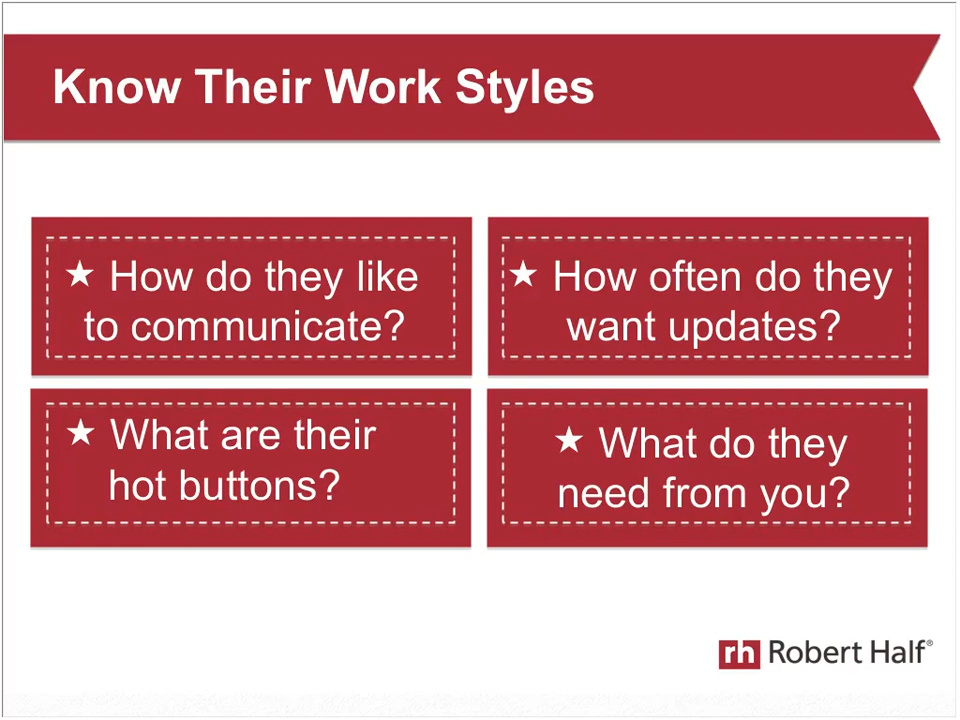 Know Their Work Styles
★ How do they like
to communicate?
★ How often do they
want updates?
★ What are their
hot buttons?
★ What do they
need from you?
rh Robert Half®